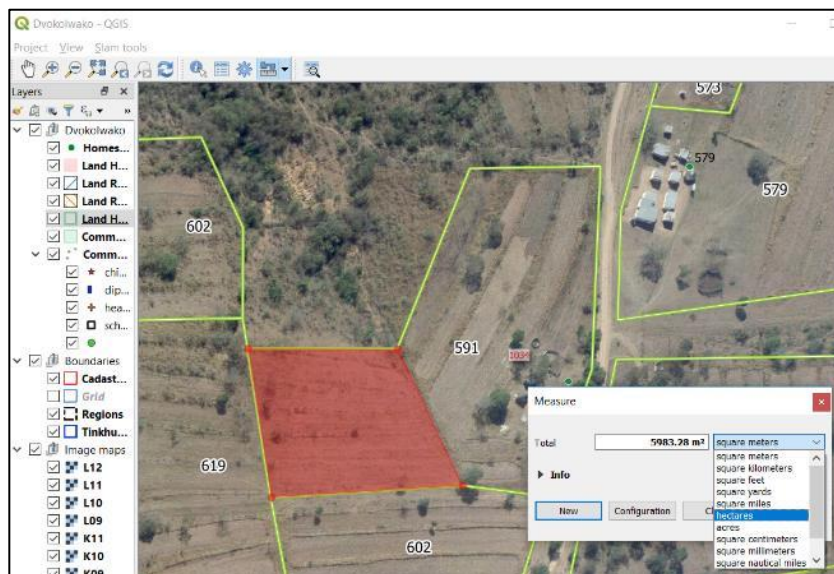 Dvokolwako - QGIS
Project View Slam tools
Layers
Dvokolwako
Homes...
Land H...
Land R...
Land R...
Land H...
Comm...
Comm...
chi...
dip...
hea...
sch...
Boundaries
Cadast...
Grid
Regions
Tinkhu...
Image maps
L12
L11
L10
L09
K11
K10
K09
573
579
579
602
591
1034
619
602
Measure
Total 5983.28 m² square meters
square meters
square kilometers
square feet
square yards
square miles
hectares
acres
square centimeters
square millimeters
square nautical miles
Info
New Configuration Cl